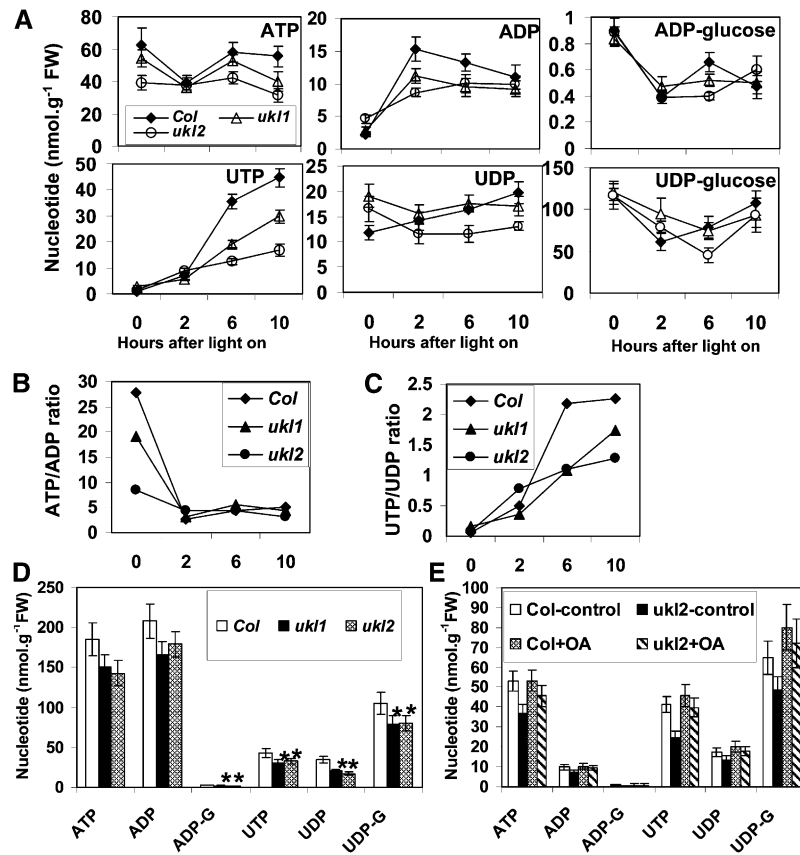 A
Nucleotide (nmol.g⁻¹ FW)
ATP
80
60
40
20
0
Col
ukl1
ukl2
ADP
20
15
10
5
0
ADP-glucose
1
0.8
0.6
0.4
0.2
0
UTP
50
40
30
20
10
0
0 2 6 10
Hours after light on
UDP
25
20
15
10
5
0
0 2 6 10
Hours after light on
UDP-glucose
150
100
50
0
0 2 6 10
Hours after light on
B
ATP/ADP ratio
30
25
20
15
10
5
0
Col
ukl1
ukl2
0 2 6 10
C
UTP/UDP ratio
2.5
2
1.5
1
0.5
0
Col
ukl1
ukl2
0 2 6 10
D
Nucleotide (nmol.g⁻¹FW)
250
200
150
100
50
0
Col ukl1 ukl2
**
**
**
**
ATP ADP ADP-G UTP UDP UDP-G
E
Nucleotide (nmol.g⁻¹FW)
100
90
80
70
60
50
40
30
20
10
0
Col-control ukl2-control
Col+OA ukl2+OA
ATP ADP ADP-G UTP UDP UDP-G